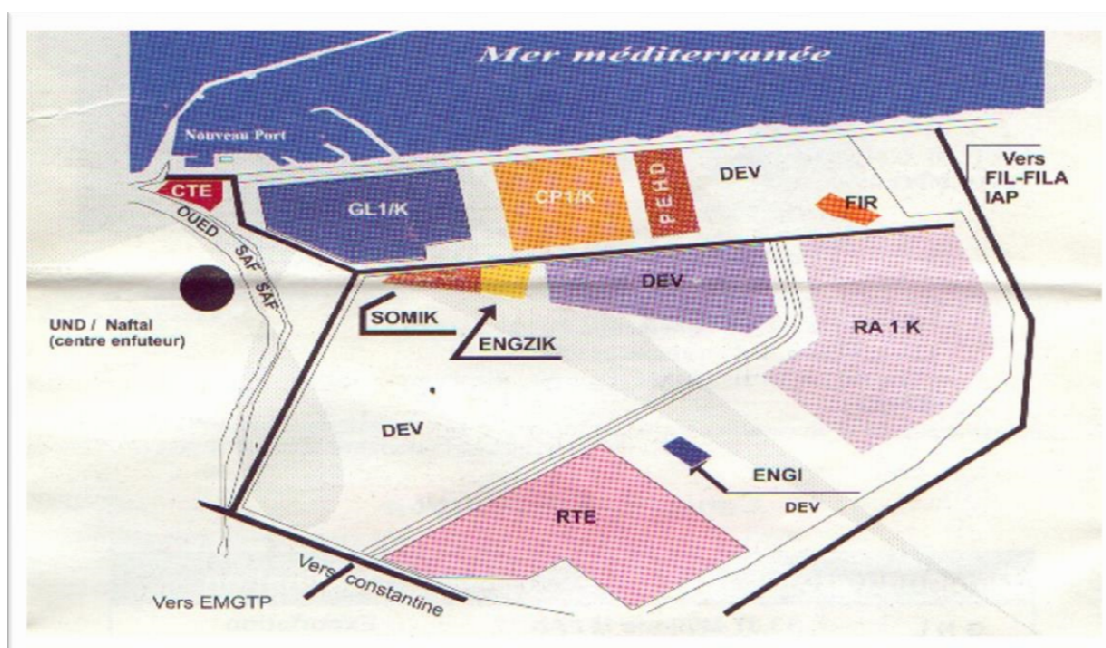 Mer méditerranée
Nouveau Port
CTE
GL1/K
CP1/K
PEHD
DEV
FIR
Vers
FIL-FILA
IAP
OUED SAF SAF
UND / Naftal
(centre enfuteur)
SOMIK
ENGZIK
DEV
RA 1 K
DEV
ENGI
DEV
RTE
Vers constantine
Vers EMGTP